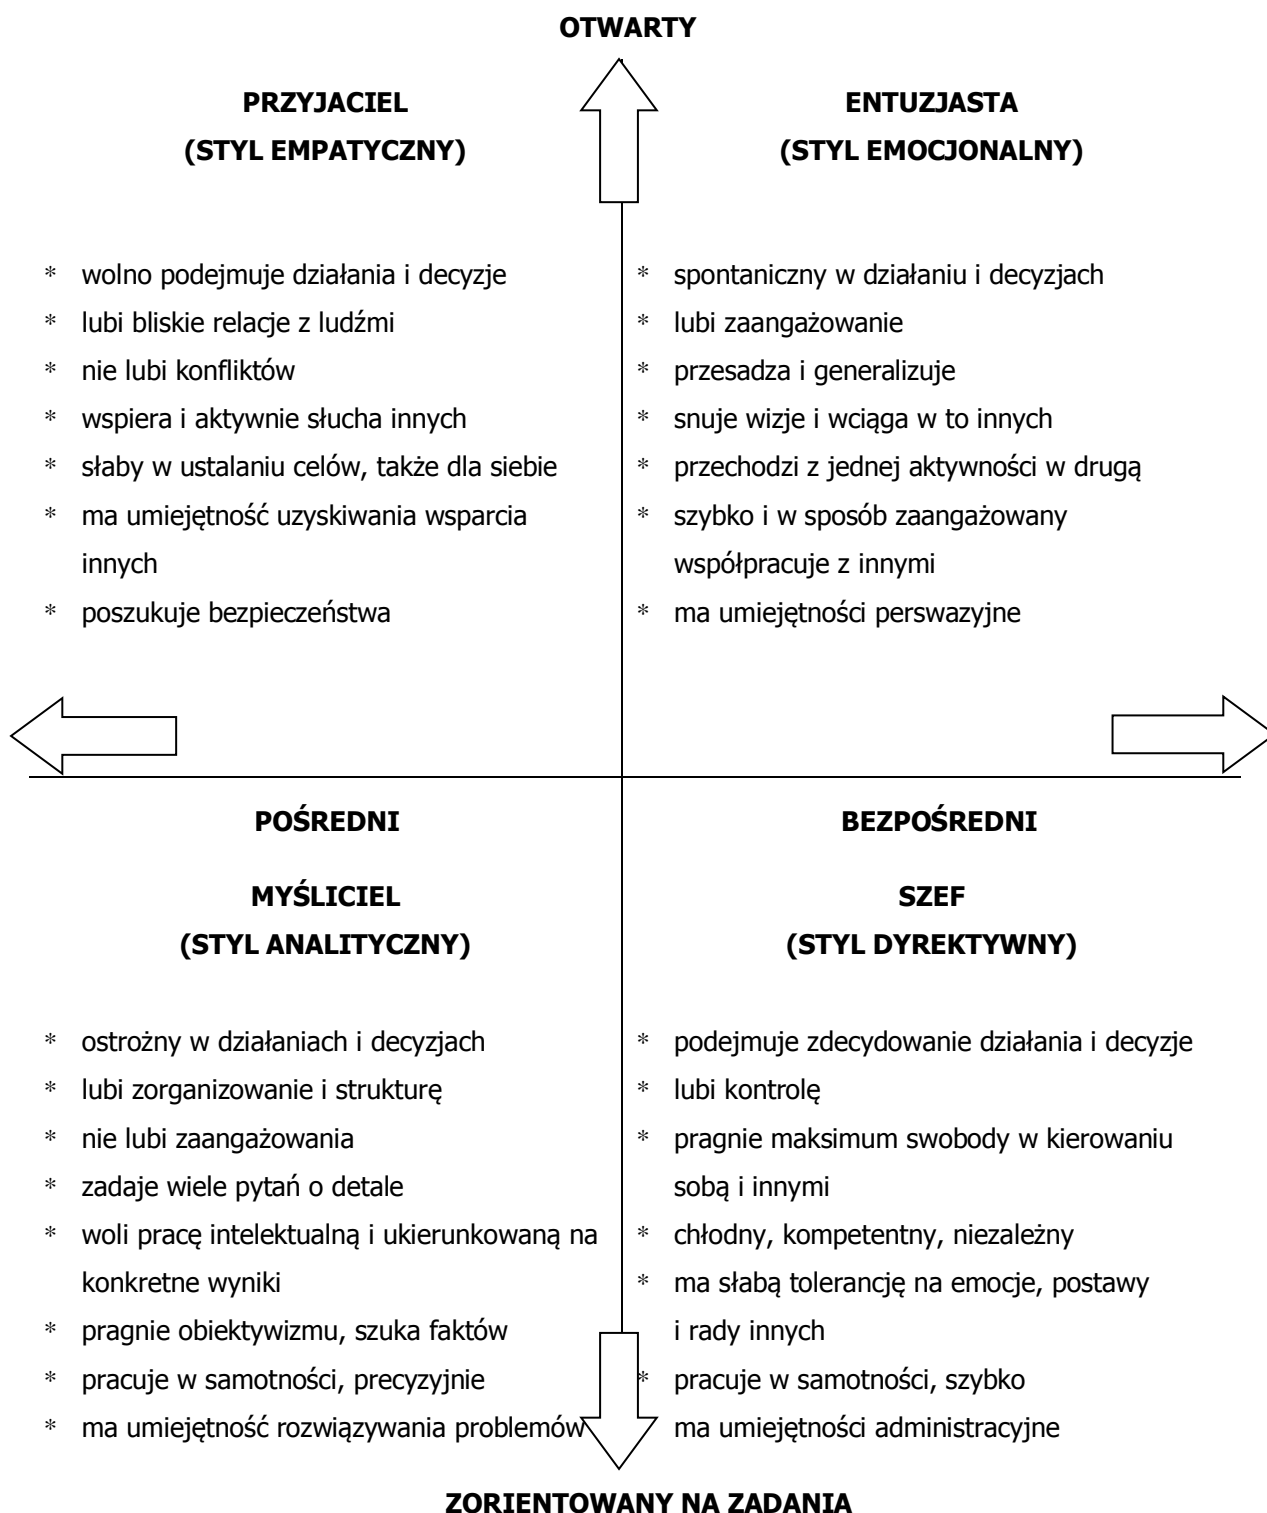 OTWARTY
PRZYJACIEL
(STYL EMPATYCZNY)
* wolno podejmuje działania i decyzje
* lubi bliskie relacje z ludźmi
* nie lubi konfliktów
* wspiera i aktywnie słucha innych
* słaby w ustalaniu celów, także dla siebie
* ma umiejętność uzyskiwania wsparcia
innych
* poszukuje bezpieczeństwa
ENTUZJASTA
(STYL EMOCJONALNY)
* spontaniczny w działaniu i decyzjach
* lubi zaangażowanie
* przesadza i generalizuje
* snuje wizje i wciąga w to innych
* przechodzi z jednej aktywności w drugą
* szybko i w sposób zaangażowany
współpracuje z innymi
* ma umiejętności perswazyjne
POŚREDNI
MYŚLICIEL
(STYL ANALITYCZNY)
* ostrożny w działaniach i decyzjach
* lubi zorganizowanie i strukturę
* nie lubi zaangażowania
* zadaje wiele pytań o detale
* woli pracę intelektualną i ukierunkowaną na
konkretne wyniki
* pragnie obiektywizmu, szuka faktów
* pracuje w samotności, precyzyjnie
* ma umiejętność rozwiązywania problemów
BEZPOŚREDNI
SZEF
(STYL DYREKTYWNY)
* podejmuje zdecydowanie działania i decyzje
* lubi kontrolę
* pragnie maksimum swobody w kierowaniu
sobą i innymi
* chłodny, kompetentny, niezależny
* ma słabą tolerancję na emocje, postawy
i rady innych
* pracuje w samotności, szybko
ma umiejętności administracyjne
ZORIENTOWANY NA ZADANIA